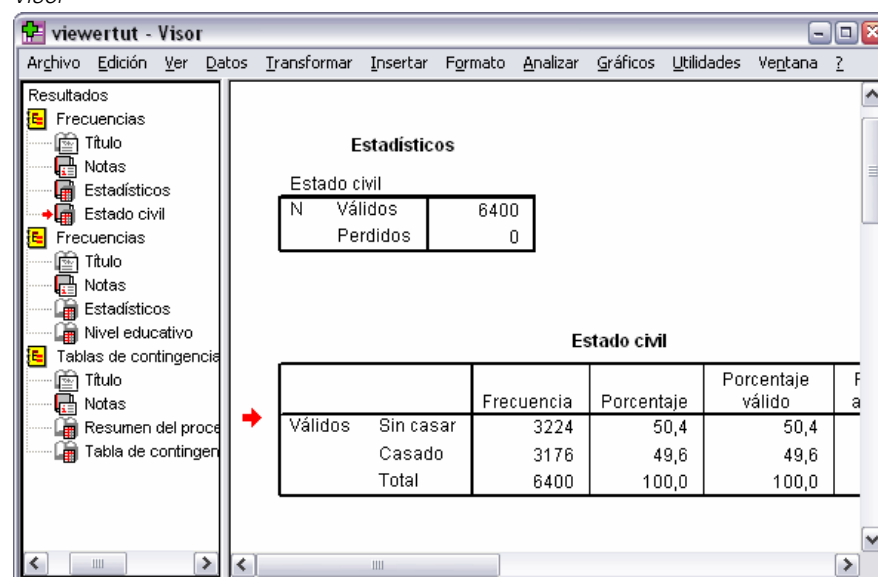 Visor
viewertut - Visor
Archivo Edición Ver Datos Transformar Insertar Formato Analizar Gráficos Utilidades Ventana ?
Resultados
Frecuencias
Título
Notas
Estadísticos
Estado civil
Frecuencias
Título
Notas
Estadísticos
Nivel educativo
Tablas de contingencia
Título
Notas
Resumen del proce
Tabla de contingen
Estadísticos
Estado civil
N Válidos 6400
Perdidos 0
Estado civil
Frecuencia Porcentaje Porcentaje válido
Válidos Sin casar 3224 50,4 50,4
Casado 3176 49,6 49,6
Total 6400 100,0 100,0